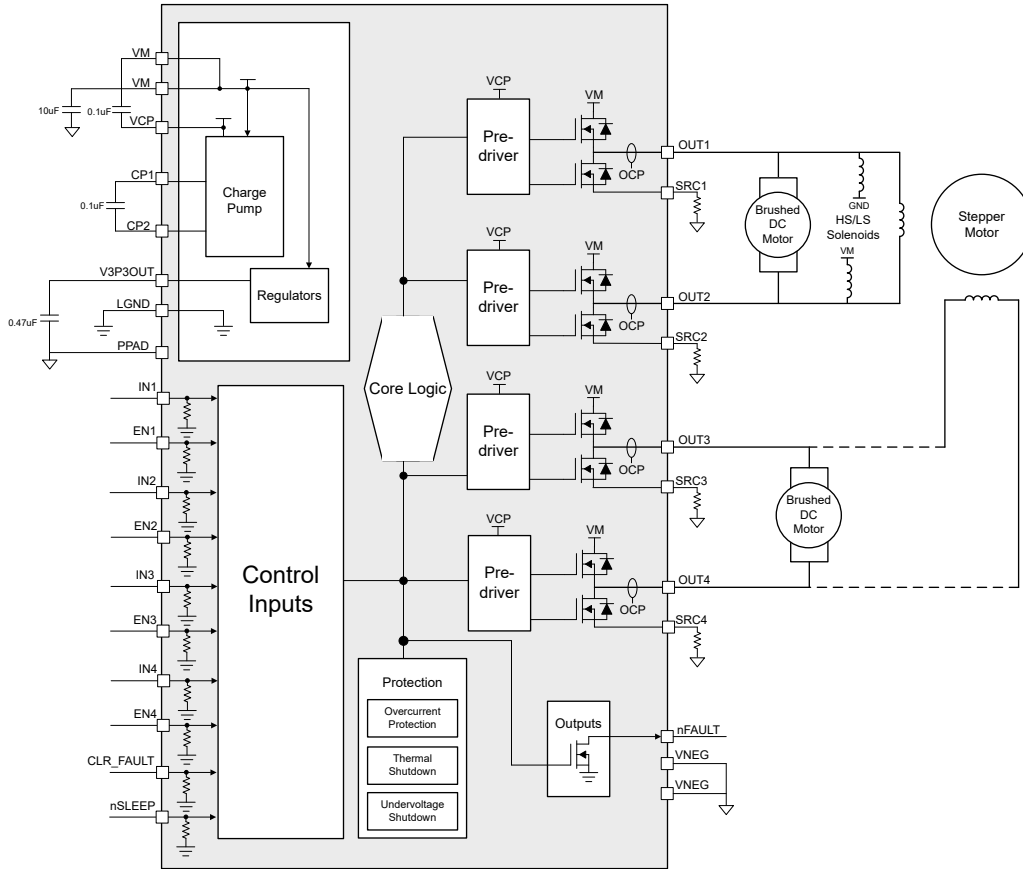 VM
VM
10uF
0.1uF
VCP
CP1
0.1uF
CP2
Charge
Pump
V3P3OUT
Regulators
LGND
0.47uF
PPAD
IN1
EN1
IN2
EN2
IN3
EN3
IN4
EN4
CLR_FAULT
nSLEEP
Control
Inputs
Core Logic
Protection
Overcurrent
Protection
Thermal
Shutdown
Undervoltage
Shutdown
VCP
Pre-
driver
VM
OCP
OUT1
SRC1
VCP
Pre-
driver
VM
OCP
OUT2
SRC2
VCP
Pre-
driver
VM
OCP
OUT3
SRC3
VCP
Pre-
driver
VM
OCP
OUT4
SRC4
Brushed
DC
Motor
GND
HS/LS
Solenoids
VM
Stepper
Motor
Brushed
DC
Motor
Outputs
nFAULT
VNEG
VNEG